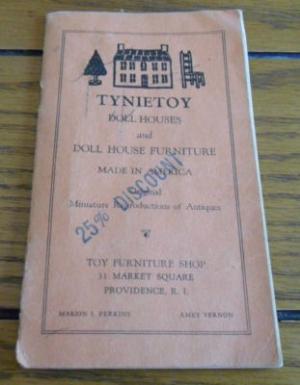 TYNIETOY
DOLL HOUSES
and
DOLL HOUSE FURNITURE
MADE IN AMERICA
and
Miniature Reproductions of Antiques
25% DISCOUNT
TOY FURNITURE SHOP
31 MARKET SQUARE
PROVIDENCE, R. I.
MARION I. PERKINS AMEY VERNON